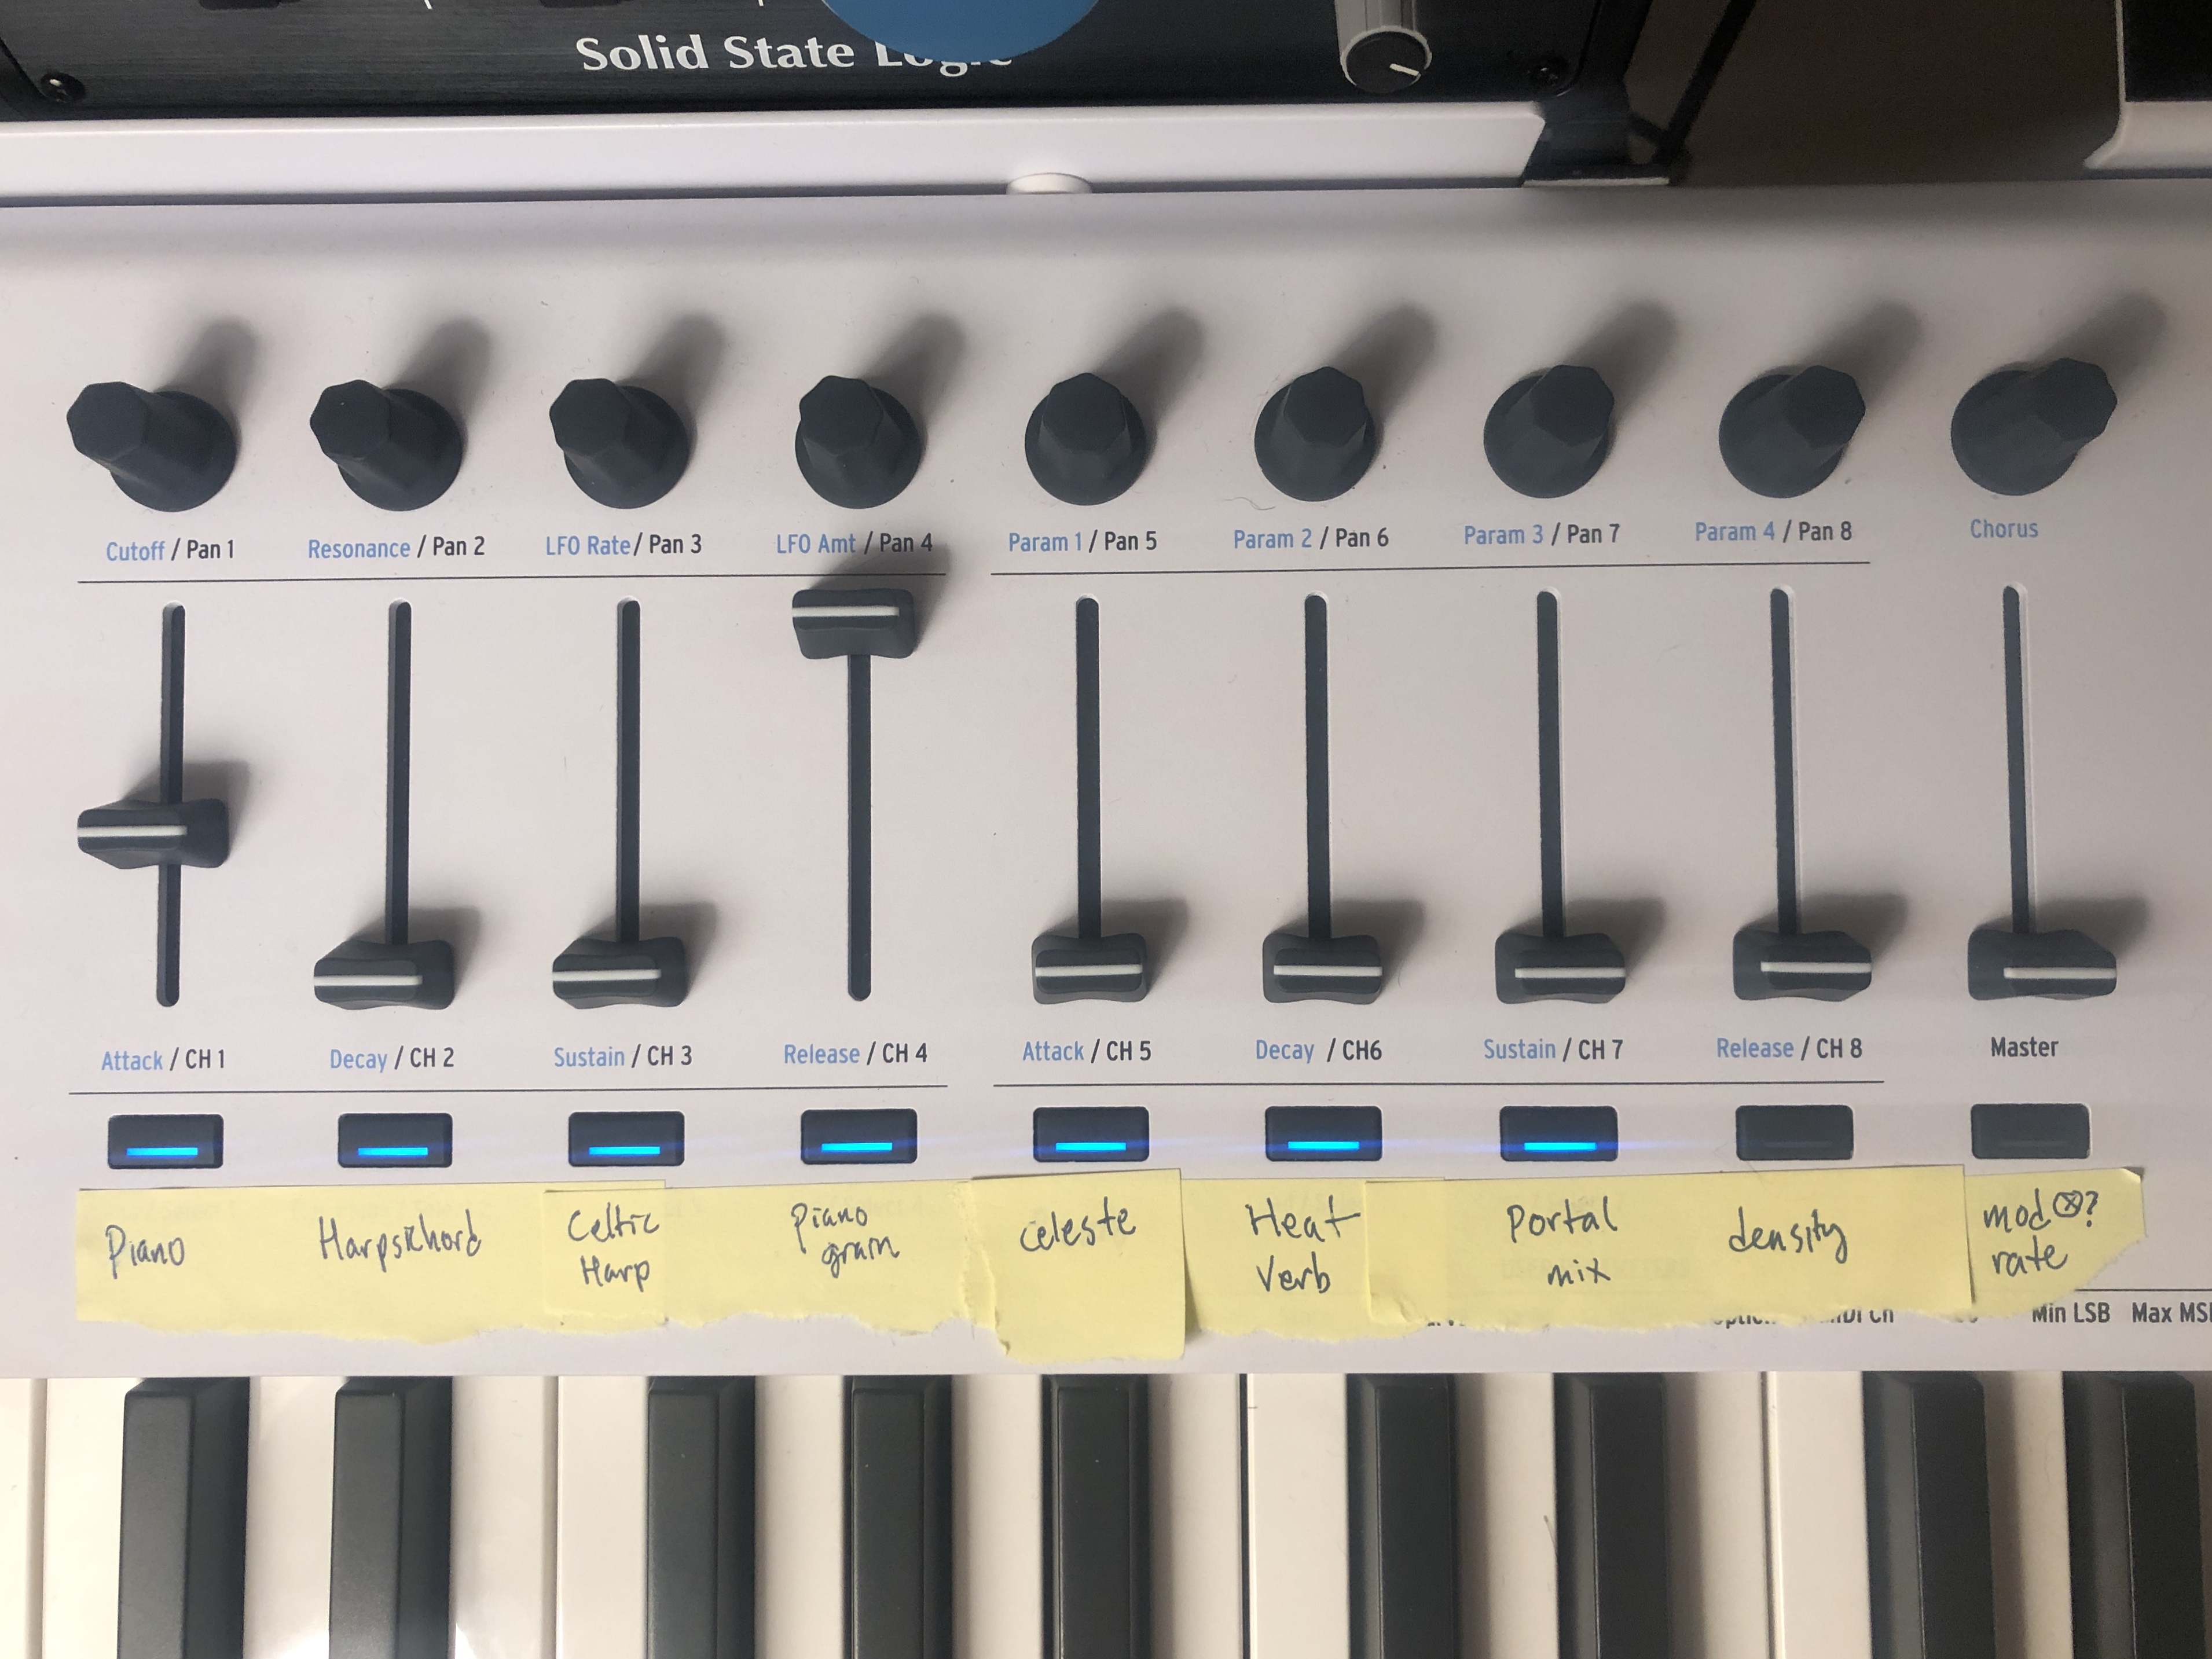 Solid State Logic
Cutoff / Pan 1 Resonance / Pan 2 LFO Rate / Pan 3 LFO Amt / Pan 4 Param 1 / Pan 5 Param 2 / Pan 6 Param 3 / Pan 7 Param 4 / Pan 8 Chorus
Attack / CH 1 Decay / CH 2 Sustain / CH 3 Release / CH 4 Attack / CH 5 Decay / CH6 Sustain / CH 7 Release / CH 8 Master
Piano
Harpsichord
Celtic
Harp
Piano
gram
celeste
Heat
Verb
Portal
mix
density
mod ⊗?
rate
Min LSB Max